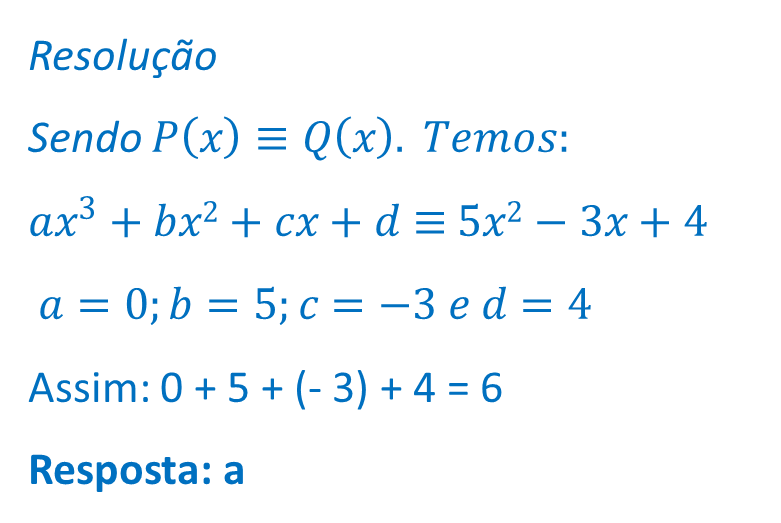 Resolução
Sendo P(x) ≡ Q(x). Temos:
ax³ + bx² + cx + d ≡ 5x² − 3x + 4
a = 0; b = 5; c = −3 e d = 4
Assim: 0 + 5 + (- 3) + 4 = 6
Resposta: a